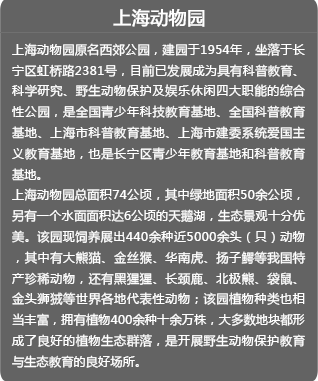 上海动物园
上海动物园原名西郊公园，建园于1954年，坐落于长
宁区虹桥路2381号，目前已发展成为具有科普教育、
科学研究、野生动物保护及娱乐休闲四大职能的综合
性公园，是全国青少年科技教育基地、全国科普教育
基地、上海市科普教育基地、上海市建委系统爱国主
义教育基地，也是长宁区青少年教育基地和科普教育
基地。
上海动物园总面积74公顷，其中绿地面积50余公顷，
另有一个水面面积达6公顷的天鹅湖，生态景观十分优
美。该园现饲养展出440余种近5000余头（只）动物
，其中有大熊猫、金丝猴、华南虎、扬子鳄等我国特
产珍稀动物，还有黑猩猩、长颈鹿、北极熊、袋鼠、
金头狮狨等世界各地代表性动物；该园植物种类也相
当丰富，拥有植物400余种十余万株，大多数地块都形
成了良好的植物生态群落，是开展野生动物保护教育
与生态教育的良好场所。